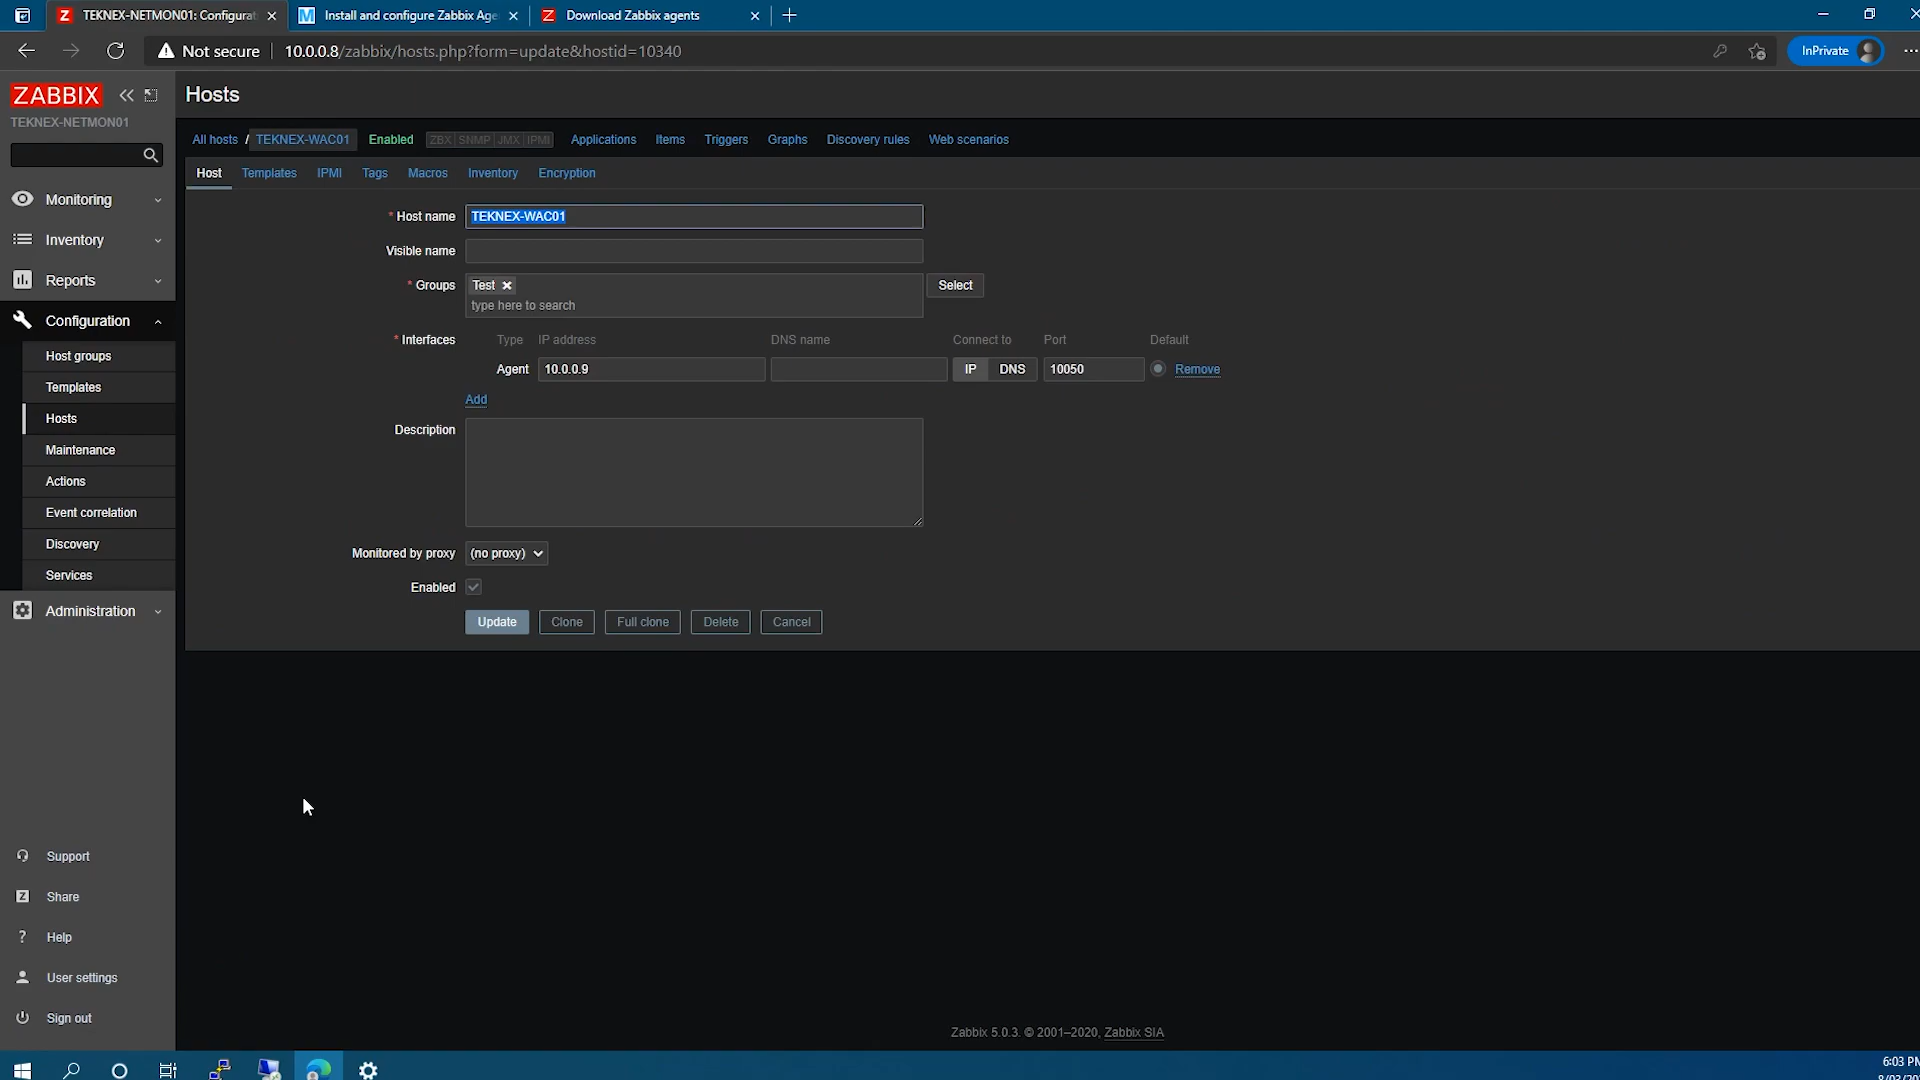 TEKNEX-NETMON01: Configurat
Install and configure Zabbix Age
Download Zabbix agents
Not secure
10.0.0.8/zabbix/hosts.php?form=update&hostid=10340
InPrivate
ZABBIX
TEKNEX-NETMON01
Monitoring
Inventory
Reports
Configuration
Host groups
Templates
Hosts
Maintenance
Actions
Event correlation
Discovery
Services
Administration
Support
Share
Help
User settings
Sign out
Hosts
All hosts / TEKNEX-WAC01 Enabled ZBX SNMP JMX IPMI Applications Items Triggers Graphs Discovery rules Web scenarios
Host Templates IPMI Tags Macros Inventory Encryption
* Host name TEKNEX-WAC01
Visible name
* Groups Test Select
type here to search
* Interfaces Type IP address DNS name Connect to Port Default
Agent 10.0.0.9 IP DNS 10050 Remove
Add
Description
Monitored by proxy (no proxy)
Enabled
Update Clone Full clone Delete Cancel
Zabbix 5.0.3. © 2001–2020, Zabbix SIA
6:03 PM